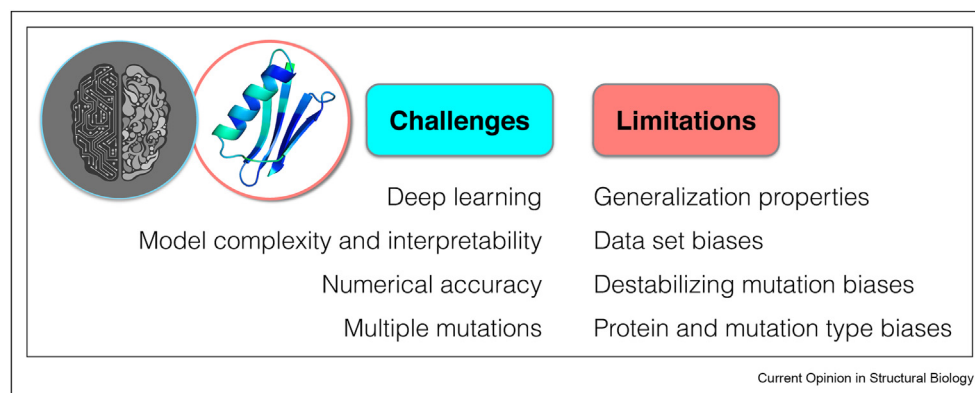 Challenges
Limitations
Deep learning
Generalization properties
Model complexity and interpretability
Data set biases
Numerical accuracy
Destabilizing mutation biases
Multiple mutations
Protein and mutation type biases
Current Opinion in Structural Biology